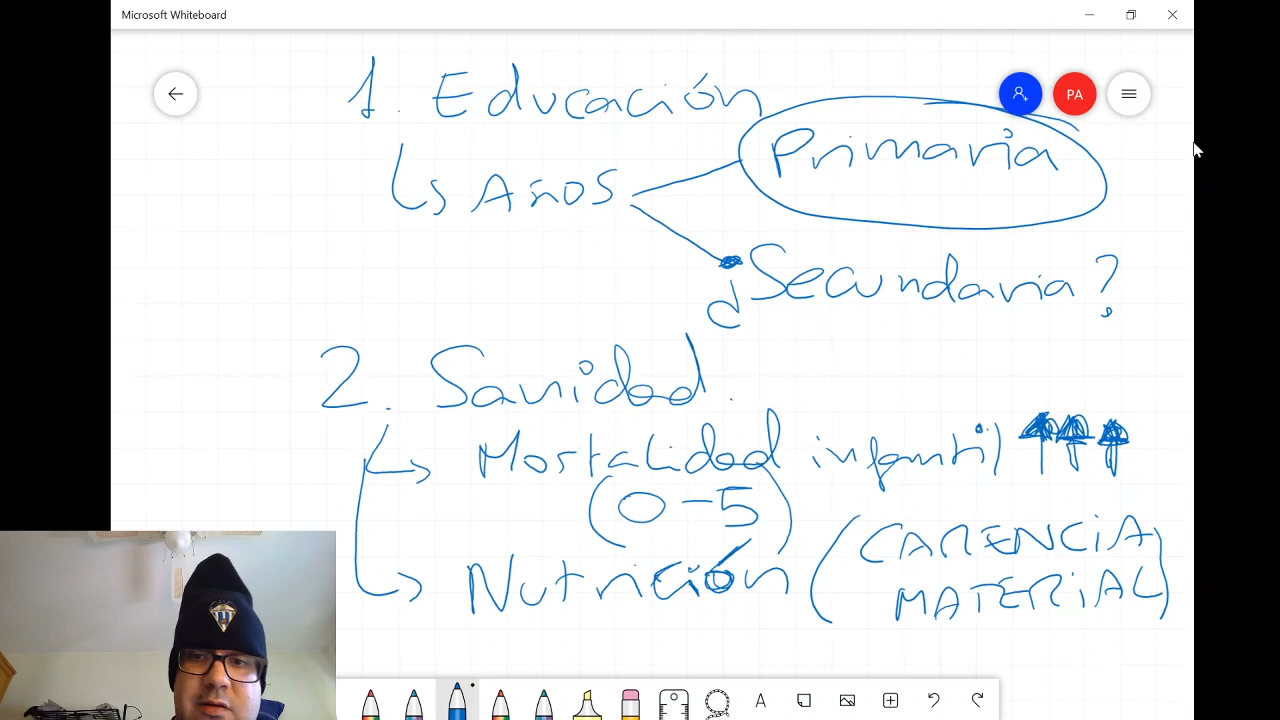 Microsoft Whiteboard
PA
1. Educación
↳ Años
Primaria
¿Secundaria?
2. Sanidad.
↳ Mortalidad infantil ↑↑↑
(0-5)
↳ Nutrición (CARENCIA
MATERIAL)
A